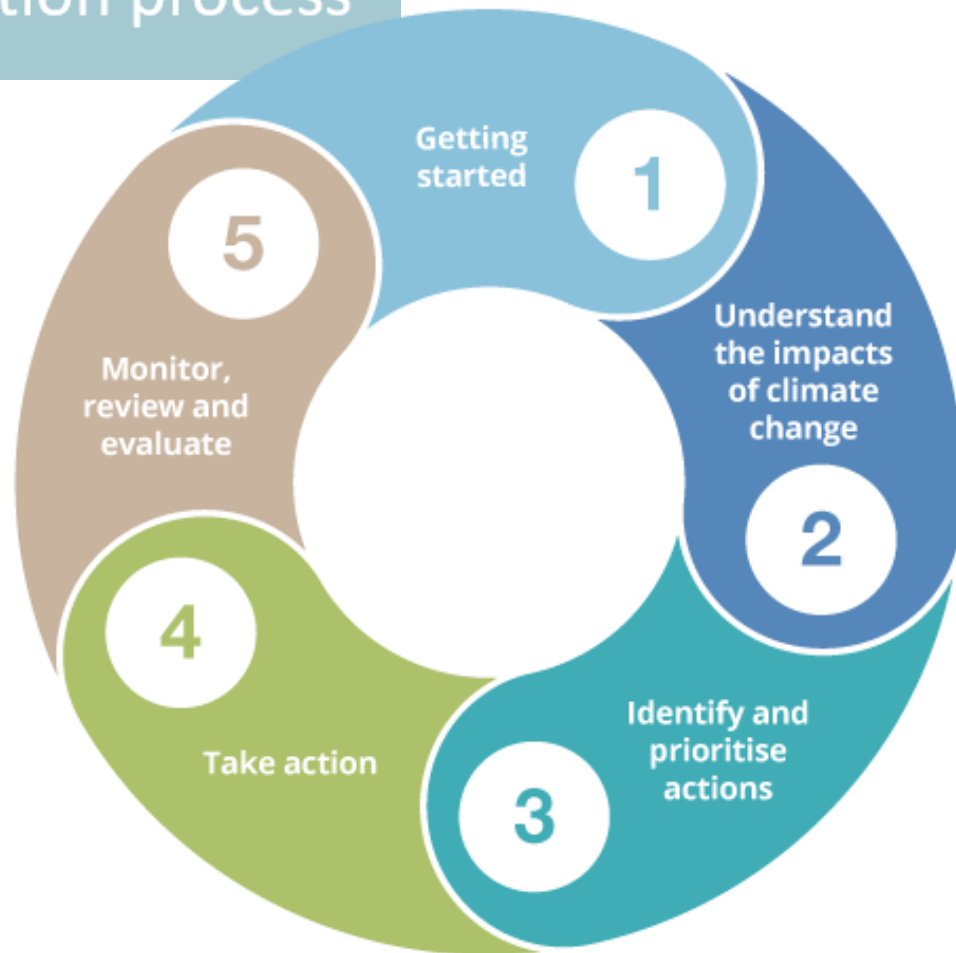 process
Getting
started
1
Understand
the impacts
of climate
change
2
Identify and
prioritise
actions
3
Take action
4
Monitor,
review and
evaluate
5